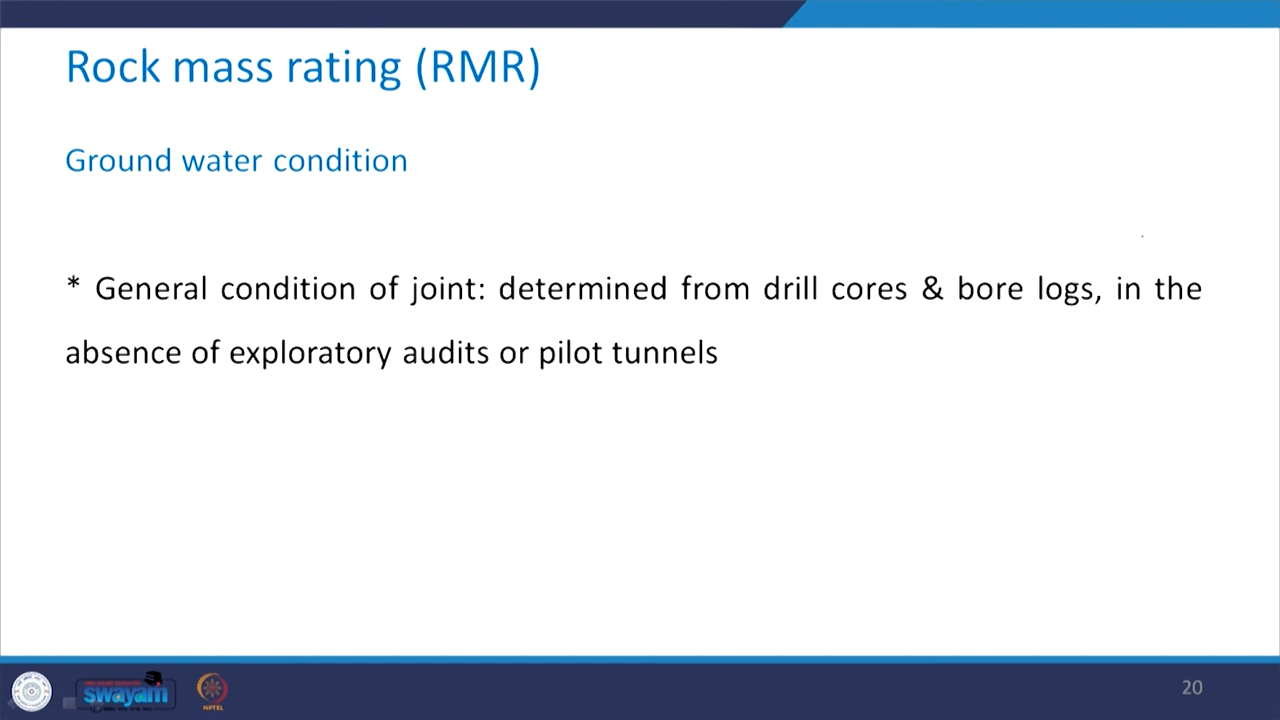 Rock mass rating (RMR)
Ground water condition
* General condition of joint: determined from drill cores & bore logs, in the
absence of exploratory audits or pilot tunnels
swayam
NPTEL
20